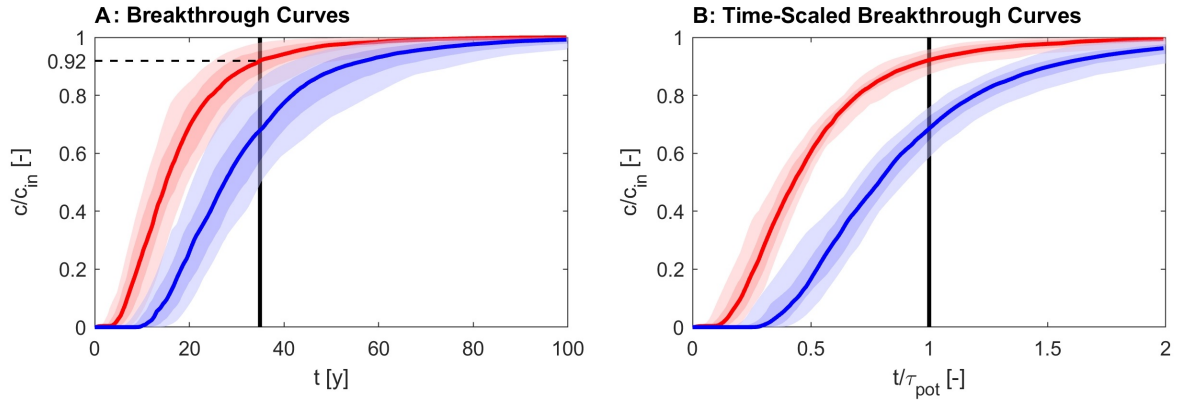 A: Breakthrough Curves
1
0.92
0.8
0.6
0.4
0.2
0
c/c_in [-]
0 20 40 60 80 100
t [y]
B: Time-Scaled Breakthrough Curves
1
0.8
0.6
0.4
0.2
0
c/c_in [-]
0 0.5 1 1.5 2
t/τ_pot [-]